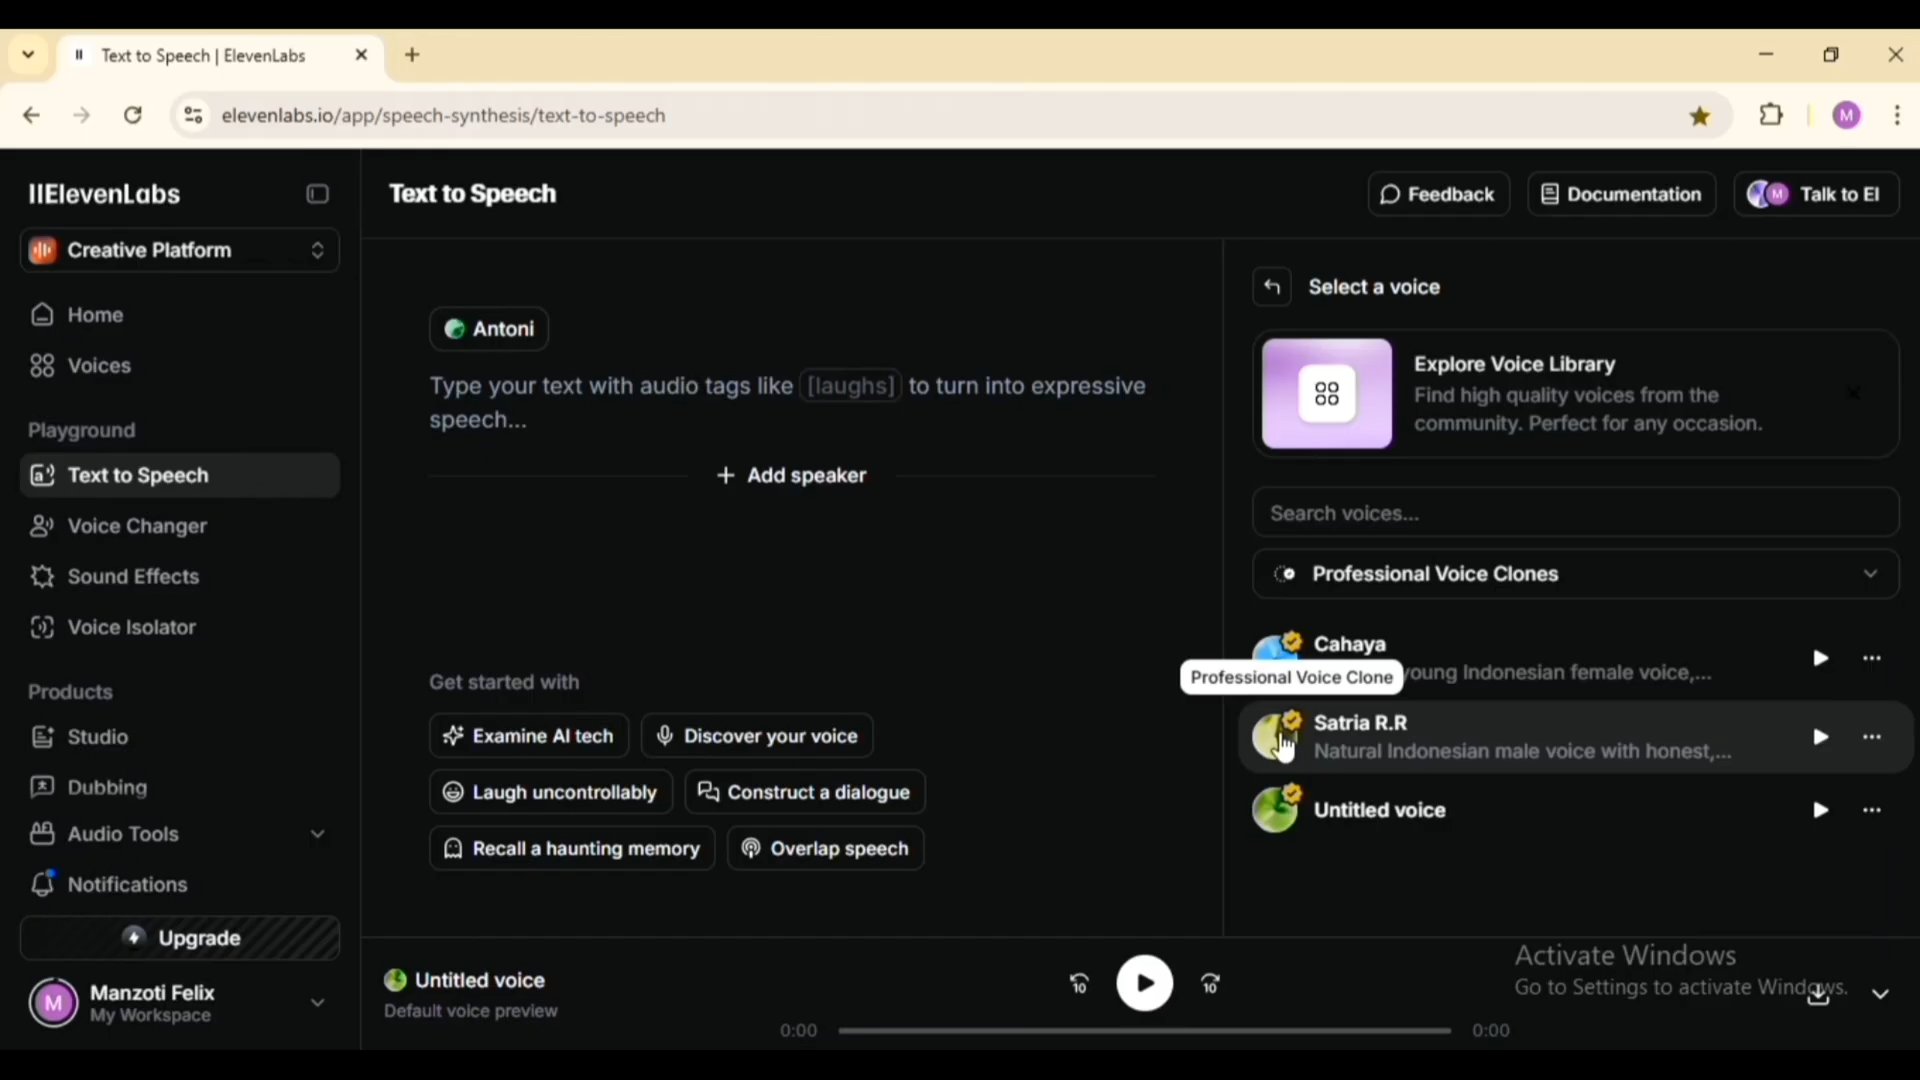 Text to Speech | ElevenLabs
elevenlabs.io/app/speech-synthesis/text-to-speech
M
IIElevenLabs
Creative Platform
Home
Voices
Playground
Text to Speech
Voice Changer
Sound Effects
Voice Isolator
Products
Studio
Dubbing
Audio Tools
Notifications
Upgrade
M
Manzoti Felix
My Workspace
Text to Speech
Feedback
Documentation
M
Talk to El
Antoni
Type your text with audio tags like [laughs] to turn into expressive
speech...
+ Add speaker
Get started with
Examine AI tech
Discover your voice
Laugh uncontrollably
Construct a dialogue
Recall a haunting memory
Overlap speech
Select a voice
Explore Voice Library
Find high quality voices from the
community. Perfect for any occasion.
Search voices...
Professional Voice Clones
Cahaya
young Indonesian female voice,...
Professional Voice Clone
Satria R.R
Natural Indonesian male voice with honest,...
Untitled voice
Untitled voice
Default voice preview
10
10
0:00
0:00
Activate Windows
Go to Settings to activate Windows.